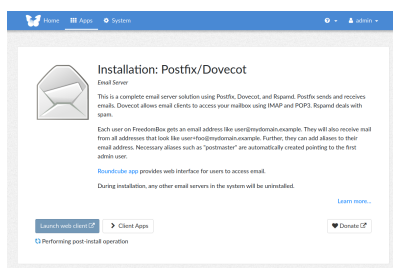 Home Apps System admin
Installation: Postfix/Dovecot
Email Server
This is a complete email server solution using Postfix, Dovecot, and Rspamd. Postfix sends and receives
emails. Dovecot allows email clients to access your mailbox using IMAP and POP3. Rspamd deals with
spam.
Each user on FreedomBox gets an email address like user@mydomain.example. They will also receive mail
from all addresses that look like user+foo@mydomain.example. Further, they can add aliases to their
email address. Necessary aliases such as "postmaster" are automatically created pointing to the first
admin user.
Roundcube app provides web interface for users to access email.
During installation, any other email servers in the system will be uninstalled.
Learn more...
Launch web client Client Apps Donate
Performing post-install operation